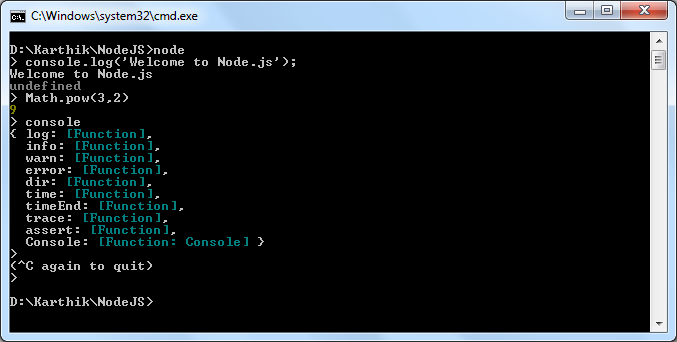 C:\Windows\system32\cmd.exe
D:\Karthik\NodeJS>node
> console.log('Welcome to Node.js');
Welcome to Node.js
undefined
> Math.pow(3,2)
9
> console
{ log: [Function],
  info: [Function],
  warn: [Function],
  error: [Function],
  dir: [Function],
  time: [Function],
  timeEnd: [Function],
  trace: [Function],
  assert: [Function],
  Console: [Function: Console] }
>
(^C again to quit)
>
D:\Karthik\NodeJS>